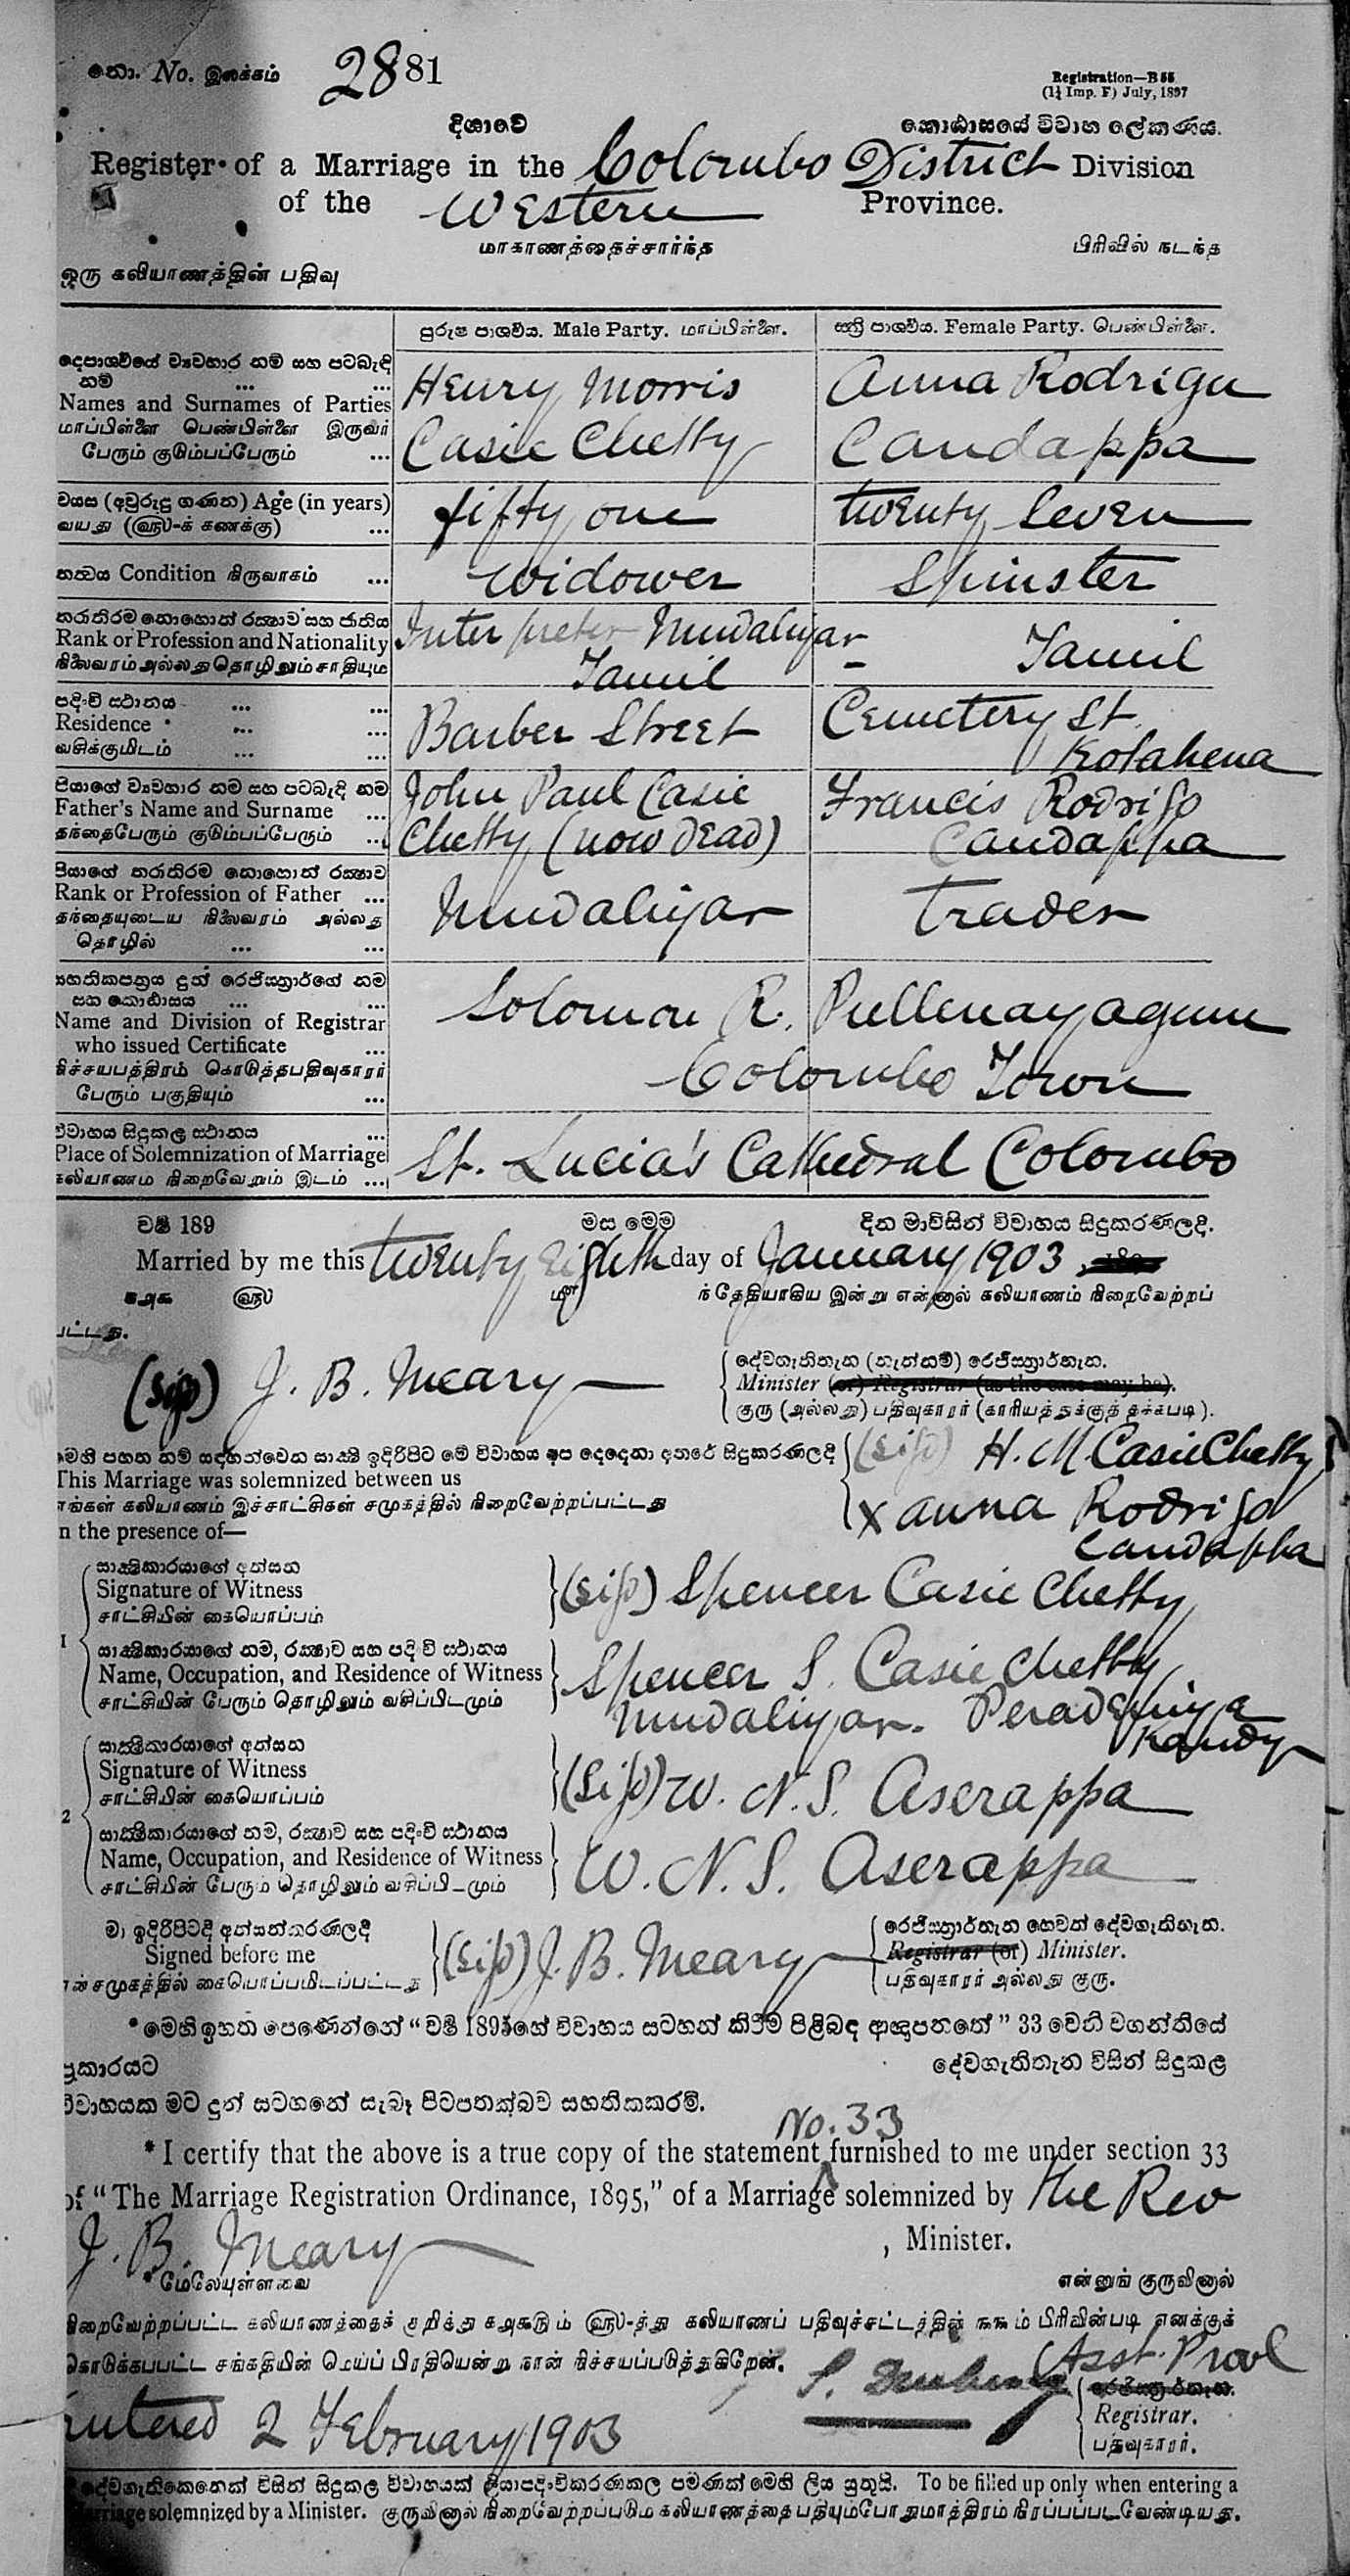 නො. No. இலக்கம் 2881
Registration—B 55
(1½ Imp. F) July, 1897
දිශාවේ කොඨාසයේ විවාහ ලේකණය.
Register of a Marriage in the Colombo District Division
of the Western Province.
மாகாணத்தைச்சார்ந்த பிரிவில் நடந்த
ஒரு கலியாணத்தின் பதிவு
පුරුෂ පාශ්වීය. Male Party. மாப்பிள்ளை. ස්ත්‍රී පාශ්වීය. Female Party. பெண்பிள்ளை.
දෙපාශ්වීයේ ව්‍යවහාර නම් සහ පටබැඳි
නම් ... ...
Names and Surnames of Parties
மாப்பிள்ளை பெண்பிள்ளை இருவர்
பேரும் குடும்பப்பேரும் ...
Henry Morris
Casie Chetty
Anna Rodrigu
Candappa
වයස (අවුරුදු ගණන) Age (in years)
வயது (௵-க் கணக்கு) ...
fifty one
twenty seven
තත්වය Condition நிருவாகம் ...
Widower
Spinster
තරාතිරම නොහොත් රක්ෂාව සහ ජාතිය
Rank or Profession and Nationality
நிலைவரம் அல்லது தொழிலும் சாதியும்
Interpreter Mudaliyar -
Tamil
Tamil
පදිංචි ස්ථානය ... ...
Residence ... ...
வசிக்குமிடம் ... ...
Barber Street
Cemetery St.
Kotahena
පියාගේ ව්‍යවහාර නම සහ පටබැඳි නම
Father's Name and Surname ...
தந்தைபேரும் குடும்பப்பேரும் ...
John Paul Casie
Chetty (now dead)
Francis Rodrigo
Candappa
පියාගේ තරාතිරම නොහොත් රක්ෂාව
Rank or Profession of Father ...
தந்தையுடைய நிலைவரம் அல்லது
தொழில் ... ...
Mudaliyar
Trader
සහතිකපත්‍රය දුන් රෙජිස්ත්‍රාර්ගේ නම
සහ කොඨාසය ... ...
Name and Division of Registrar
who issued Certificate ...
நிச்சயபத்திரம் கொடுத்தபதிவுகாரர்
பேரும் பகுதியும் ...
Solomon R. Pullenayagum
Colombo Town
විවාහය සිදුකල ස්ථානය ...
Place of Solemnization of Marriage
கலியாணம் நிறைவேறும் இடம் ...
St. Lucia's Cathedral Colombo
වර්ෂ 189 මස මෙම දින මාවිසින් විවාහය සිදුකරණලදි.
Married by me this twenty eighth day of January 1903
௧௮௯ ௵ ௴ ந்தேதியாகிய இன்று என்னால் கலியாணம் நிறைவேற்றப்
பட்டது.
(Sig) J. B. Meary
දේවගැතිතැන (නැත්නම්) රෙජිස්ත්‍රාර්තැන.
Minister (or) Registrar (as the case may be).
குரு (அல்லது) பதிவுகாரர் (காரியத்துக்குத் தக்கபடி).
මෙහි පහත නම් සඳහන්වෙන සාක්ෂි ඉදිරිපිට මේ විවාහය අප දෙදෙනා අතරේ සිදුකරණලදි
This Marriage was solemnized between us
எங்கள் கலியாணம் இச்சாட்சிகள் சமுகத்தில் நிறைவேற்றப்பட்டது
n the presence of—
(Sig) H. M. Casie Chetty
X Anna Rodrigo
Candappa
සාක්ෂිකාරයාගේ අත්සන
Signature of Witness
சாட்சியின் கையொப்பம்
(Sig) Spencer Casie Chetty
1
සාක්ෂිකාරයාගේ නම, රක්ෂාව සහ පදිංචි ස්ථානය
Name, Occupation, and Residence of Witness
சாட்சியின் பேரும் தொழிலும் வசிப்பிடமும்
Spencer S. Casie Chetty
Mudaliyar. Peradeniya
Kandy
සාක්ෂිකාරයාගේ අත්සන
Signature of Witness
சாட்சியின் கையொப்பம்
(Sig) W. N. S. Aserappa
2
සාක්ෂිකාරයාගේ නම, රක්ෂාව සහ පදිංචි ස්ථානය
Name, Occupation, and Residence of Witness
சாட்சியின் பேரும் தொழிலும் வசிப்பிடமும்
W. N. S. Aserappa
මා ඉදිරිපිටදී අත්සන්කරණලදී
Signed before me
என் சமுகத்தில் கையொப்பமிடப்பட்டது
(Sig) J. B. Meary
රෙජිස්ත්‍රාර්තැන හෙවත් දේවගැතිතැන.
Registrar (or) Minister.
பதிவுகாரர் அல்லது குரு.
* මෙහි ඉහත පෙණෙන්නේ “වර්ෂ 1895හේ විවාහය සටහන් කිරීම පිළිබඳ ආඥාපනතේ” 33 වෙනි වගන්තියේ
ප්‍රකාරයට දේවගැතිතැන විසින් සිදුකළ
විවාහයක මට දුන් සටහනේ සැබෑ පිටපතක්බව සහතිකකරමි.
No. 33
* I certify that the above is a true copy of the statement furnished to me under section 33
of “The Marriage Registration Ordinance, 1895,” of a Marriage solemnized by the Rev
J. B. Meary , Minister.
* மேலேயுள்ளவை என்னுங் குருவினால்
நிறைவேற்றப்பட்ட கலியாணத்தைக் குறித்து ௧௮௯௫ம் ௵-த்து கலியாணப் பதிவுச்சட்டத்தின் ௩௩ம் பிரிவின்படி எனக்குக்
கொடுக்கப்பட்ட சங்கதியின் மெய்ப் பிரதியென்று நான் நிச்சயப்படுத்துகிறேன்.
Asst. Provl
රෙජිස්ත්‍රාර්තැන.
Registrar.
பதிவுகாரர்.
Entered 2 February 1903
දේවගැතිකෙනෙක් විසින් සිදුකල විවාහයක් ලියාපදිංචිකරණකල පමණක් මෙහි ලිය යුතුයි. To be filled up only when entering a
Marriage solemnized by a Minister. குருவினால் நிறைவேற்றப்படும் கலியாணத்தை பதியும்போதுமாத்திரம் நிரப்பப்படவேண்டியது.